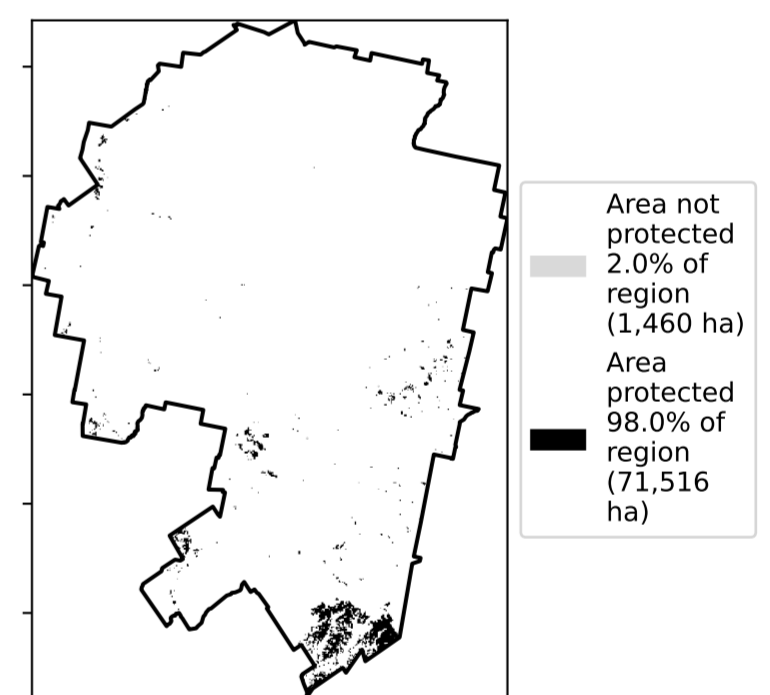 Area not
protected
2.0% of
region
(1,460 ha)
Area
protected
98.0% of
region
(71,516
ha)